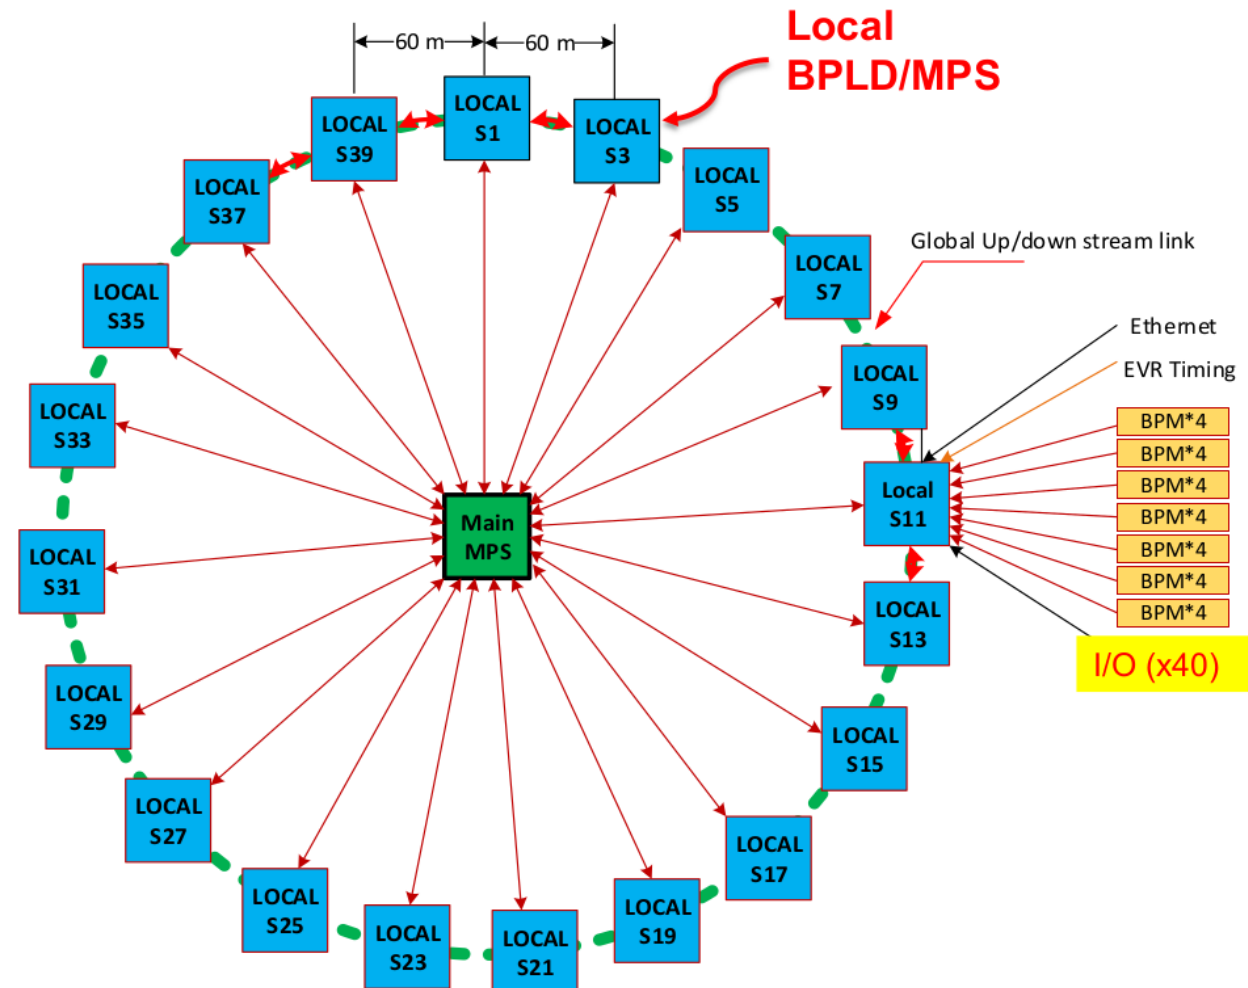 Local
BPLD/MPS
60 m
60 m
LOCAL
S1
LOCAL
S3
LOCAL
S5
LOCAL
S7
LOCAL
S9
Local
S11
LOCAL
S13
LOCAL
S15
LOCAL
S17
LOCAL
S19
LOCAL
S21
LOCAL
S23
LOCAL
S25
LOCAL
S27
LOCAL
S29
LOCAL
S31
LOCAL
S33
LOCAL
S35
LOCAL
S37
LOCAL
S39
Main
MPS
Global Up/down stream link
Ethernet
EVR Timing
BPM*4
BPM*4
BPM*4
BPM*4
BPM*4
BPM*4
BPM*4
I/O (x40)